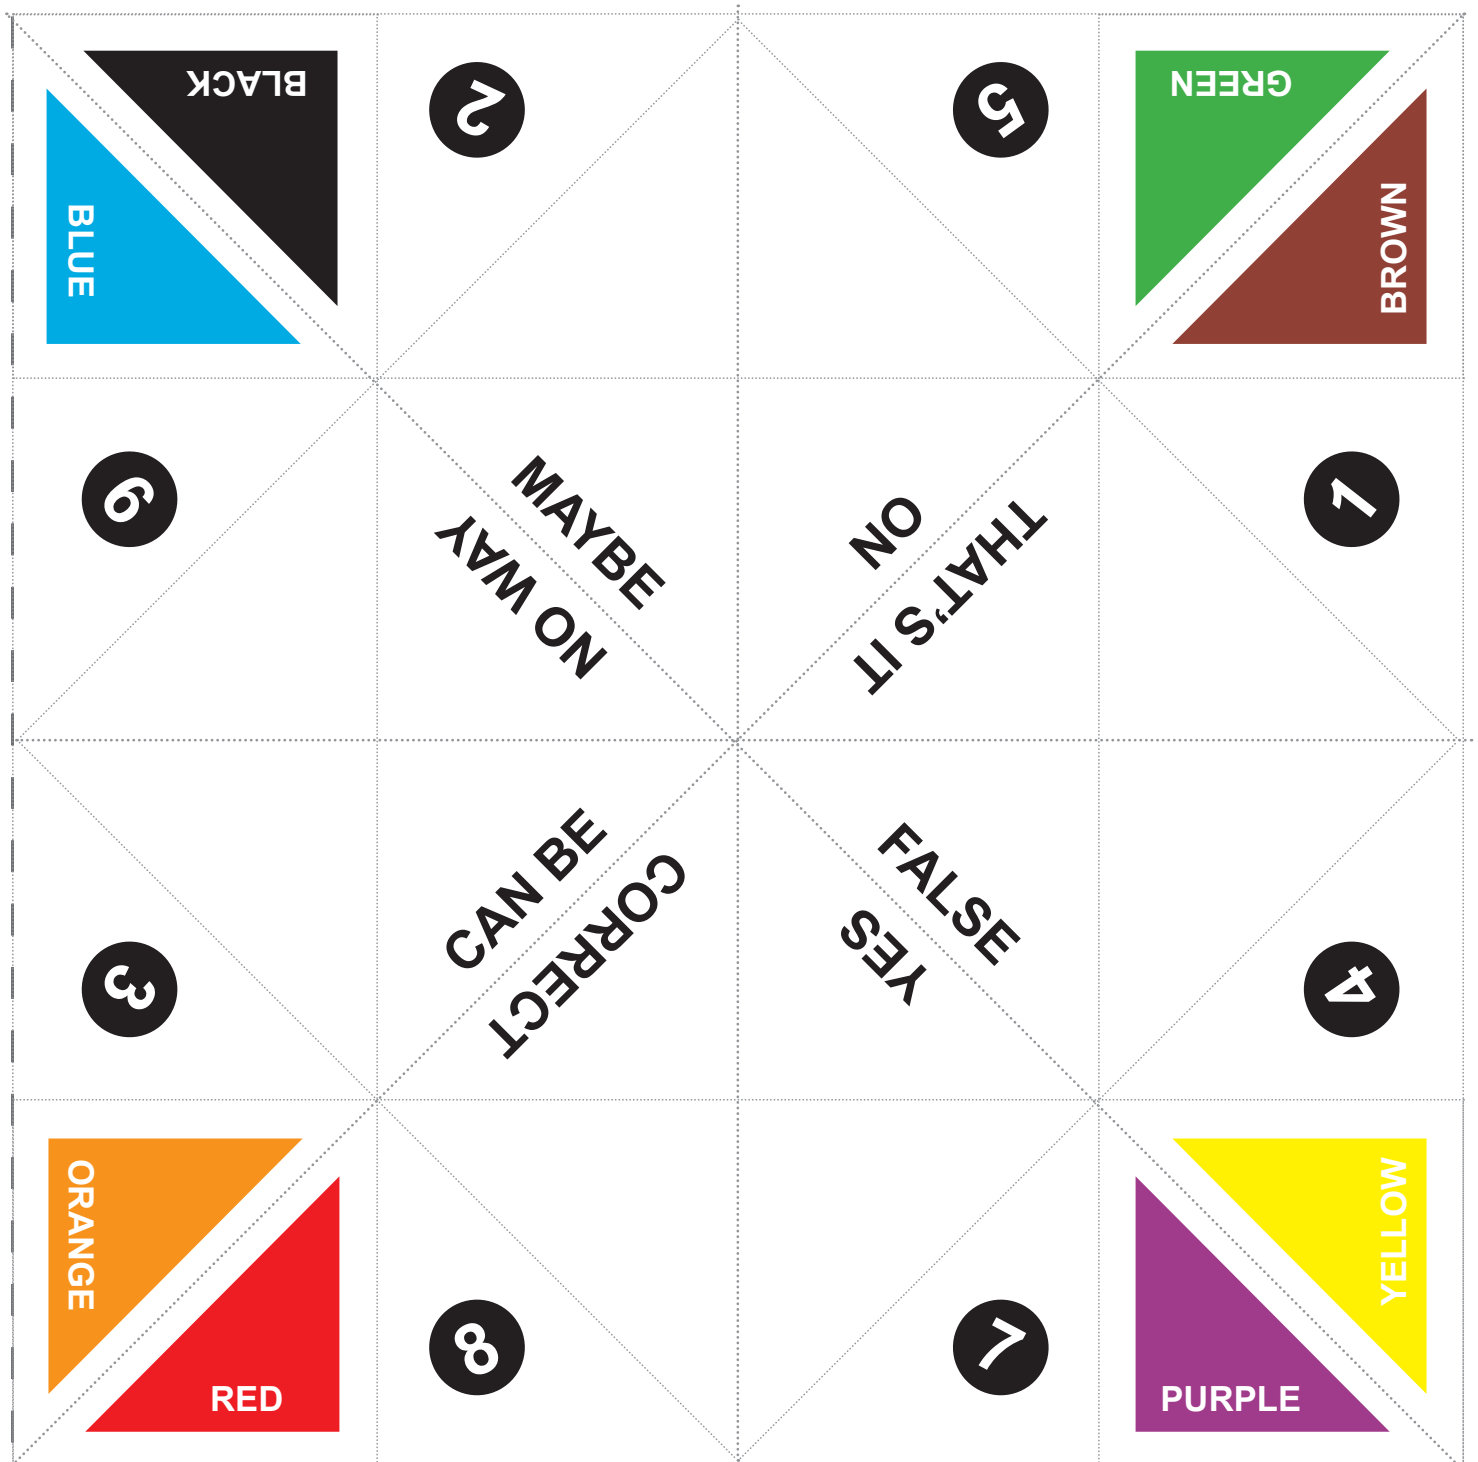 BLACK
2
5
GREEN
BLUE
BROWN
6
MAYBE
NO WAY
NO
THAT'S IT
1
3
CAN BE
CORRECT
FALSE
YES
4
ORANGE
RED
8
7
PURPLE
YELLOW